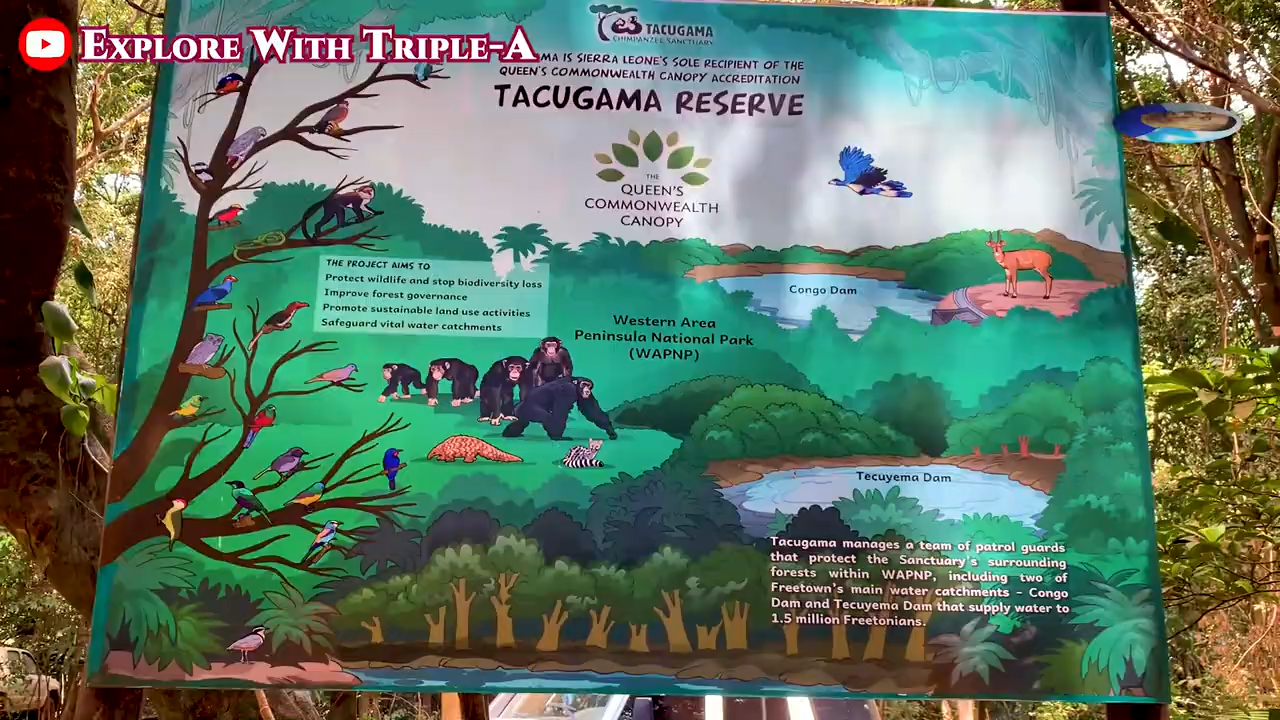 Explore With Triple-A
TACUGAMA
CHIMPANZEE SANCTUARY
MA IS SIERRA LEONE'S SOLE RECIPIENT OF THE
QUEEN'S COMMONWEALTH CANOPY ACCREDITATION
TACUGAMA RESERVE
THE
QUEEN'S
COMMONWEALTH
CANOPY
THE PROJECT AIMS TO
Protect wildlife and stop biodiversity loss
Improve forest governance
Promote sustainable land use activities
Safeguard vital water catchments
Congo Dam
Western Area
Peninsula National Park
(WAPNP)
Tecuyema Dam
Tacugama manages a team of patrol guards
that protect the Sanctuary's surrounding
forests within WAPNP, including two of
Freetown's main water catchments - Congo
Dam and Tecuyema Dam that supply water to
1.5 million Freetonians.